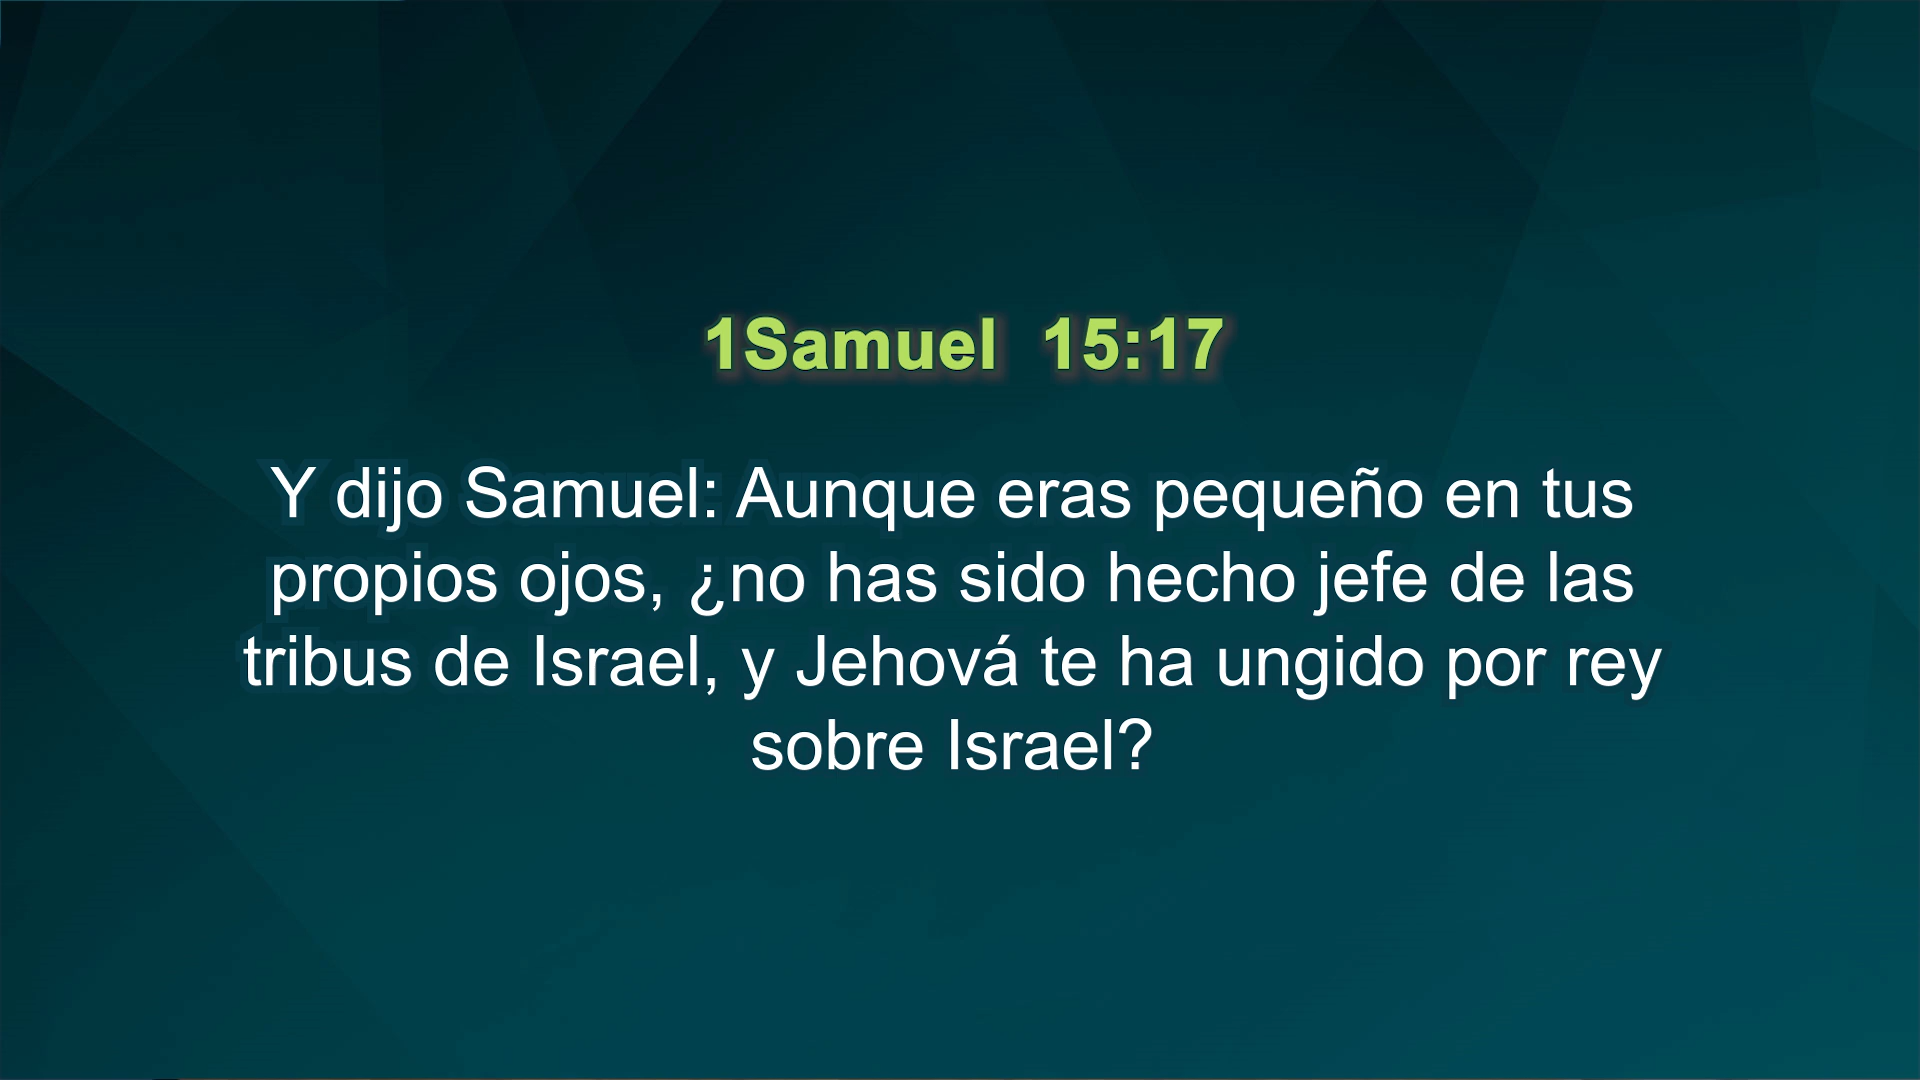 1Samuel 15:17
Y dijo Samuel: Aunque eras pequeño en tus
propios ojos, ¿no has sido hecho jefe de las
tribus de Israel, y Jehová te ha ungido por rey
sobre Israel?